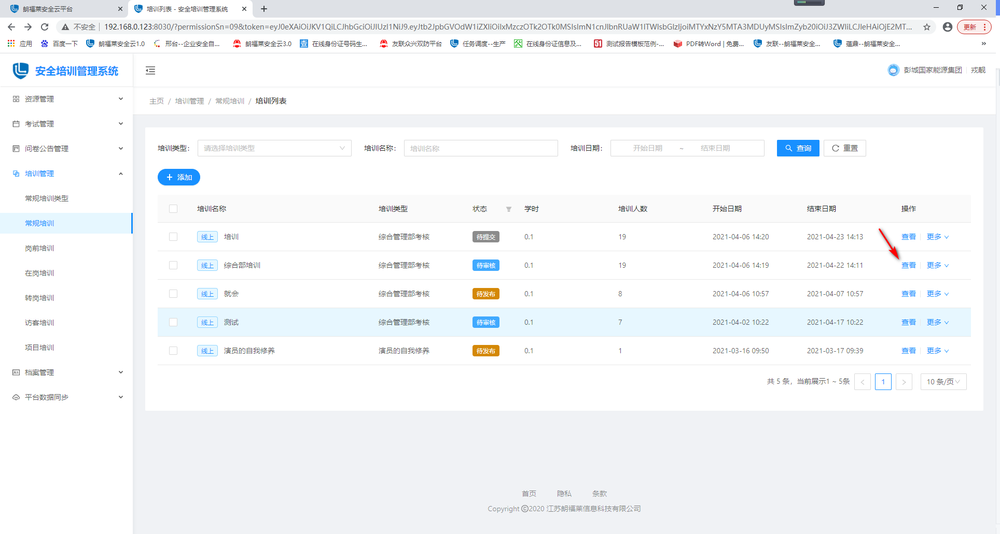 朗福莱安全云平台
培训列表 - 安全培训管理系统
不安全 | 192.168.0.123:8030/?permissionSn=09&token=
更新
应用 百度一下 朗福莱安全云1.0 邢台--企业安全自... 朗福莱安全云3.0 在线身份证号码生... 友联众兴双防平台 任务调度--生产 在线身份证信息及... 测试报告模板范例-... PDF转Word | 免费... 友联--朗福莱安全... 蕴鼎--朗福莱安全... »
安全培训管理系统
彭城国家能源集团 戎靓
资源管理
考试管理
问卷公告管理
培训管理
常规培训类型
常规培训
岗前培训
在岗培训
转岗培训
访客培训
项目培训
档案管理
平台数据同步
主页 / 培训管理 / 常规培训 / 培训列表
培训类型: 请选择培训类型 培训名称: 培训名称 培训日期: 开始日期 ~ 结束日期 查询 重置
+ 添加
培训名称 培训类型 状态 学时 培训人数 开始日期 结束日期 操作
线上 培训 综合管理部考核 待提交 0.1 19 2021-04-06 14:20 2021-04-23 14:13 查看 更多
线上 综合部培训 综合管理部考核 待审核 0.1 19 2021-04-06 14:19 2021-04-22 14:11 查看 更多
线上 就会 综合管理部考核 待发布 0.1 8 2021-04-06 10:57 2021-04-07 10:57 查看 更多
线上 测试 综合管理部考核 待审核 0.1 7 2021-04-02 10:22 2021-04-17 10:22 查看 更多
线上 演员的自我修养 演员的自我修养 待发布 0.1 1 2021-03-16 09:50 2021-03-17 09:39 查看 更多
共 5 条，当前展示1 ~ 5条 < 1 > 10 条/页
首页 隐私 条款
Copyright ©2020 江苏朗福莱信息科技有限公司